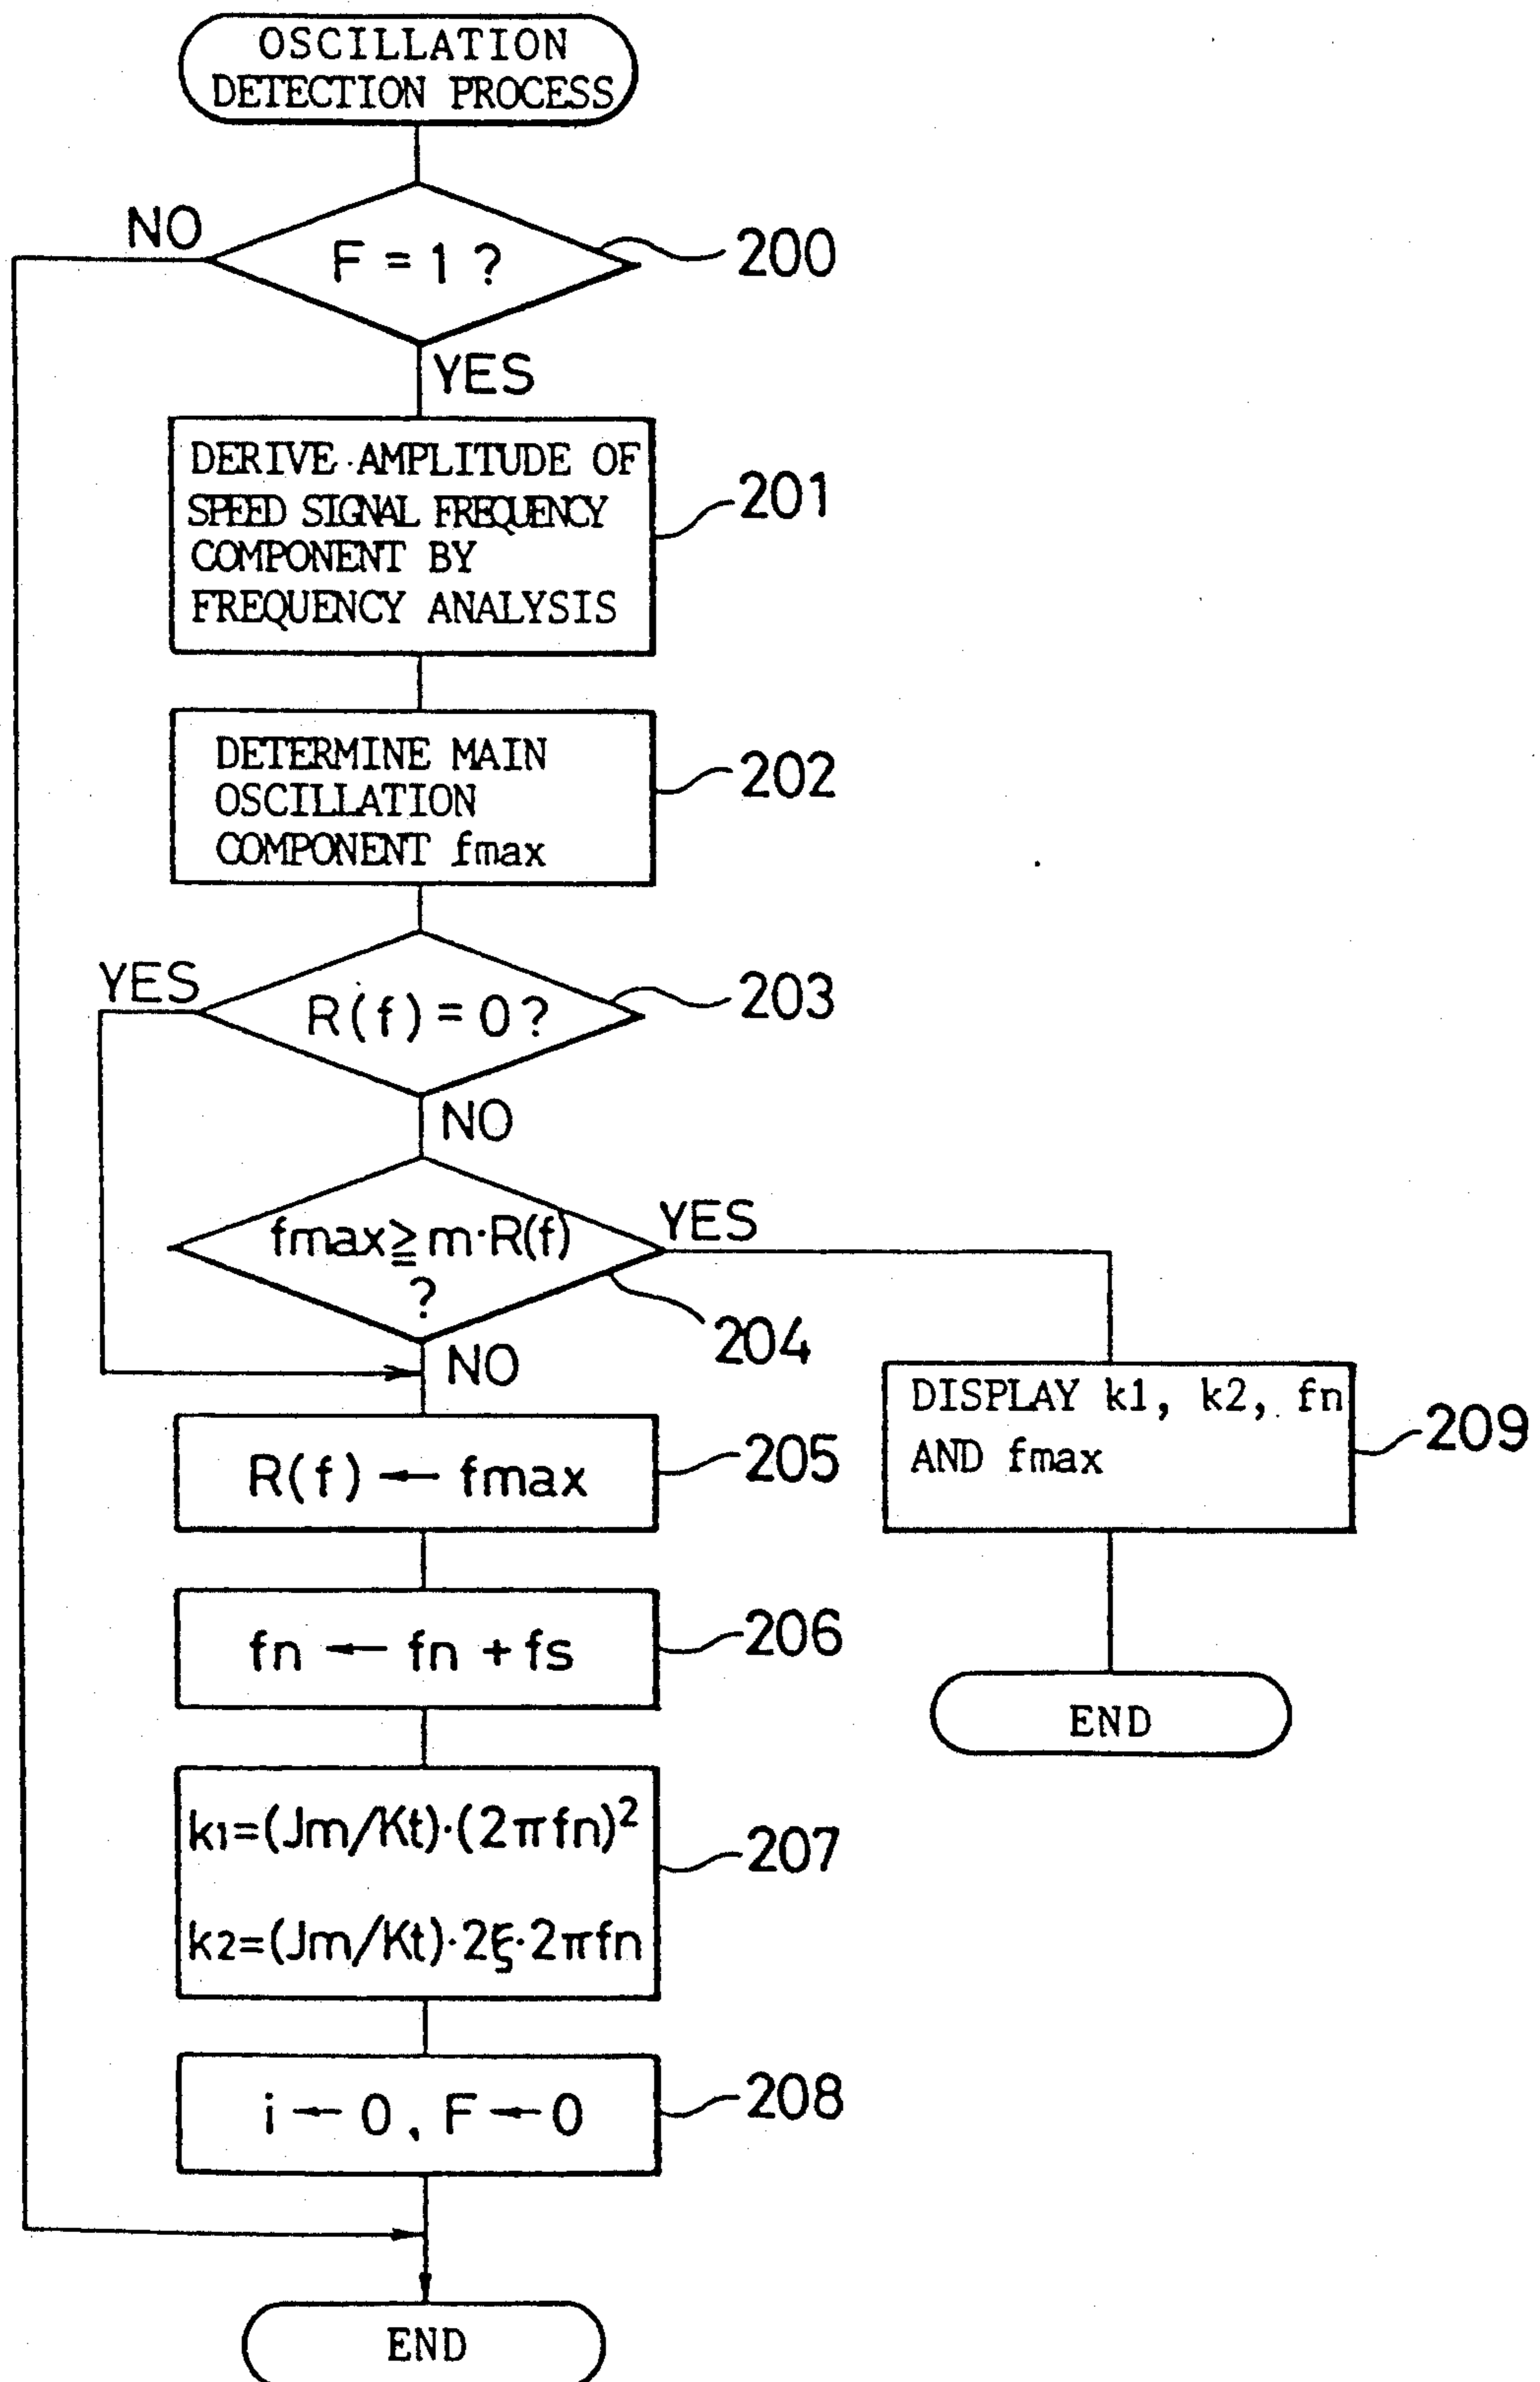 OSCILLATION
DETECTION PROCESS
NO
F = 1 ?
200
YES
DERIVE AMPLITUDE OF
SPEED SIGNAL FREQUENCY
COMPONENT BY
FREQUENCY ANALYSIS
201
DETERMINE MAIN
OSCILLATION
COMPONENT fmax
202
YES
R(f) = 0 ?
203
NO
fmax ≧ m·R(f)
?
YES
204
NO
DISPLAY k1, k2, fn
AND fmax
209
R(f) ← fmax
205
fn ← fn + fs
206
END
k1=(Jm/Kt)·(2πfn)²
k2=(Jm/Kt)·2ξ·2πfn
207
i ← 0, F ← 0
208
END